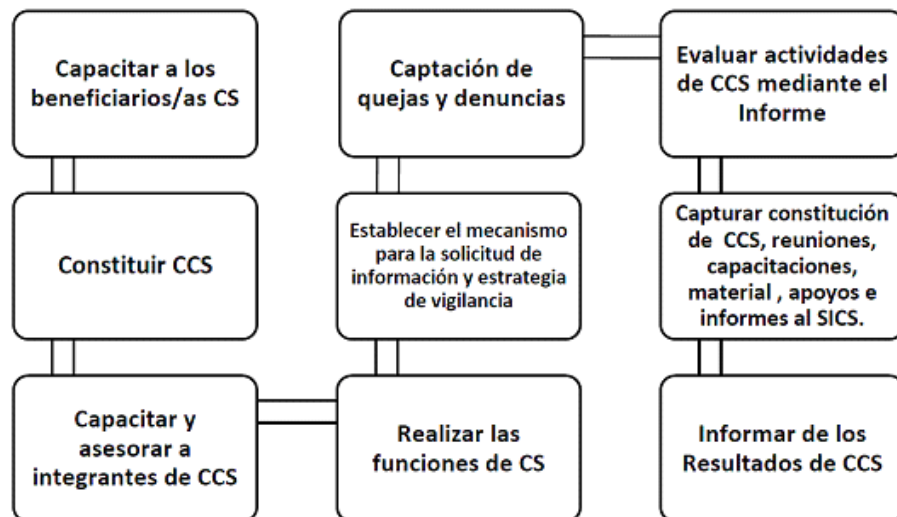 Capacitar a los
beneficiarios/as CS
Constituir CCS
Capacitar y
asesorar a
integrantes de CCS
Realizar las
funciones de CS
Establecer el mecanismo
para la solicitud de
información y estrategia
de vigilancia
Captación de
quejas y denuncias
Evaluar actividades
de CCS mediante el
Informe
Capturar constitución
de CCS, reuniones,
capacitaciones,
material , apoyos e
informes al SICS.
Informar de los
Resultados de CCS